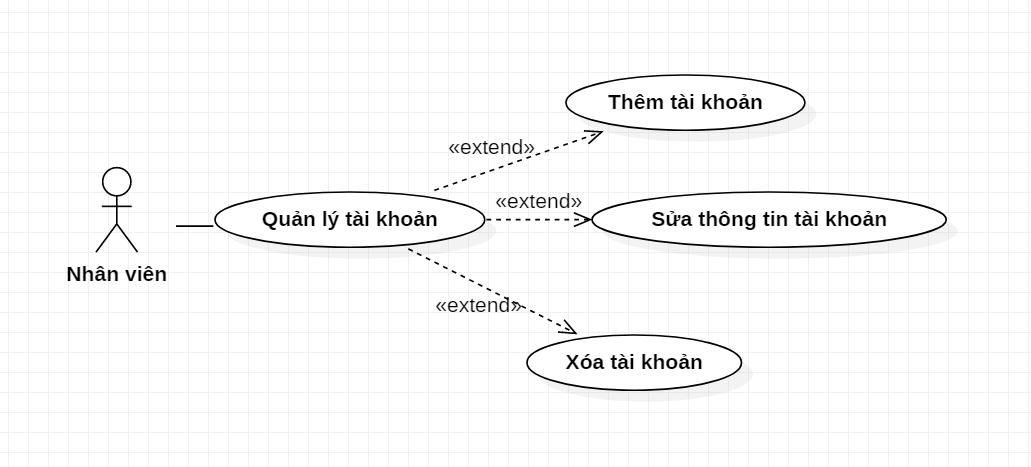 Thêm tài khoản
«extend»
«extend»
Quản lý tài khoản
Sửa thông tin tài khoản
Nhân viên
«extend»
Xóa tài khoản